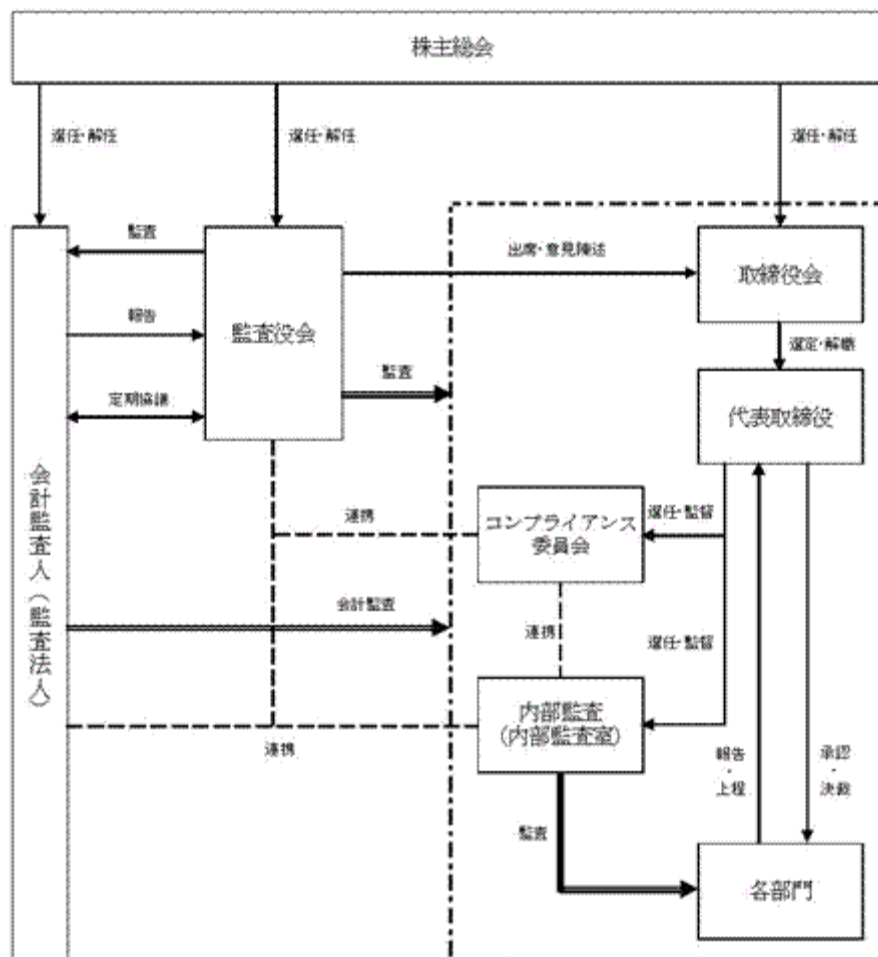 株主総会
選任・解任
選任・解任
選任・解任
監査
出席・意見陳述
取締役会
報告
監査役会
選定・解職
監査
定期協議
代表取締役
会計監査人（監査法人）
連携
コンプライアンス
委員会
選任・監督
会計監査
連携
選任・監督
内部監査
（内部監査室）
連携
報告・上程
承認・決裁
監査
各部門